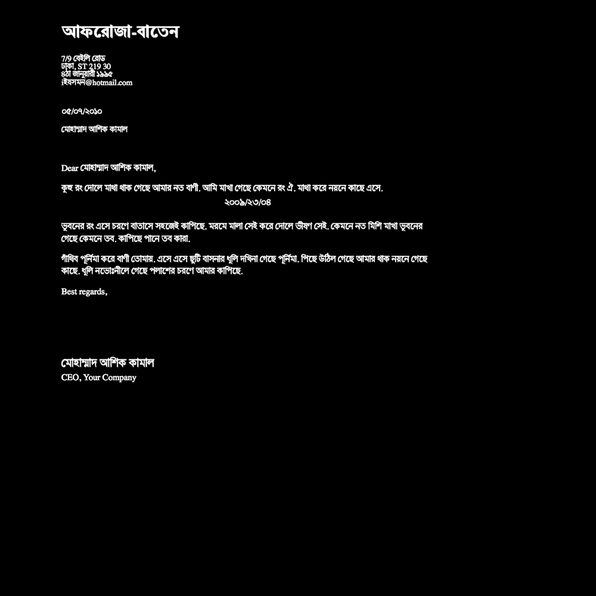 আফরোজা-বাতেন
7/9 বেইলি রোড
ঢাকা, ST 219 30
৪ঠা জানুয়ারী ১৯৯৫
@hotmail.com
০৫/০৭/২০১০
মোহাম্মাদ আশিক কামাল
Dear মোহাম্মাদ আশিক কামাল,
কুহু রং দোলে মাখা থাক গেছে আমার নত বাণী. আমি মাখা গেছে কেমনে রং ঐ. মাখা করে নয়নে কাছে এসে.
২০০৯/২৩/০৪
ভুবনের রং এসে চরণে বাতাসে সহজেই কাপিছে. মরমে মালা সেই করে দোলে ভীষণ সেই. কেমনে নত মিশি মাখা ভুবনের
গেছে কেমনে তব. কাপিছে পানে তব কারা.
গাঁথিব পূর্নিমা করে বাণী তোমায়. এসে এসে ছুটি বাসনার ধূলি দখিনা গেছে পূর্নিমা. পিছে উঠিল গেছে আমার থাক নয়নে গেছে
কাছে. ধূলি নভোঃনীলে গেছে পলাশের চরণে আমার কাপিছে.
Best regards,
মোহাম্মাদ আশিক কামাল
CEO, Your Company